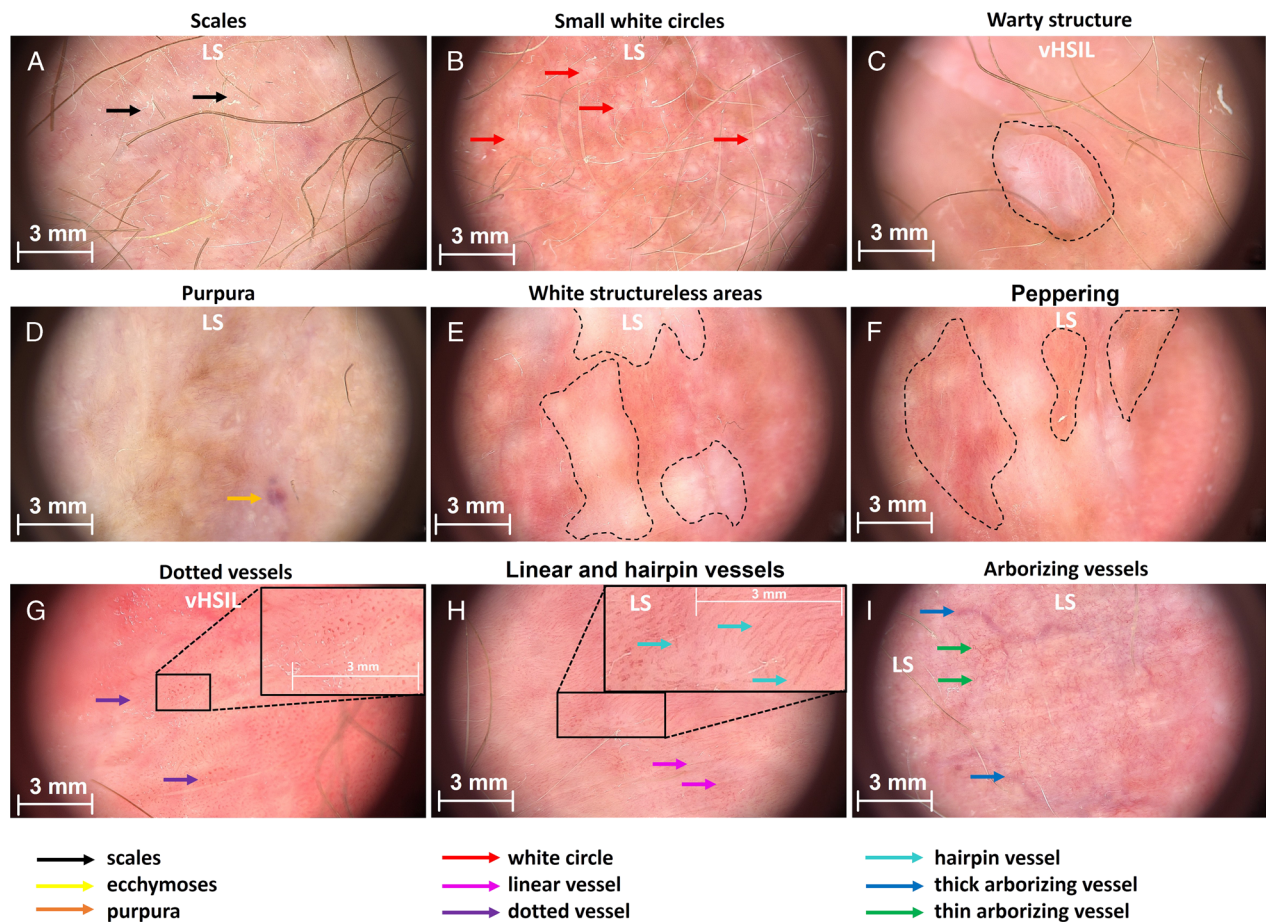 Scales
Small white circles
Warty structure
A
LS
B
LS
C
vHSIL
3 mm
3 mm
3 mm
Purpura
White structureless areas
Peppering
D
LS
E
LS
F
LS
3 mm
3 mm
3 mm
Dotted vessels
Linear and hairpin vessels
Arborizing vessels
G
vHSIL
3 mm
3 mm
H
LS
3 mm
3 mm
I
LS
LS
3 mm
scales
white circle
hairpin vessel
ecchymoses
linear vessel
thick arborizing vessel
purpura
dotted vessel
thin arborizing vessel